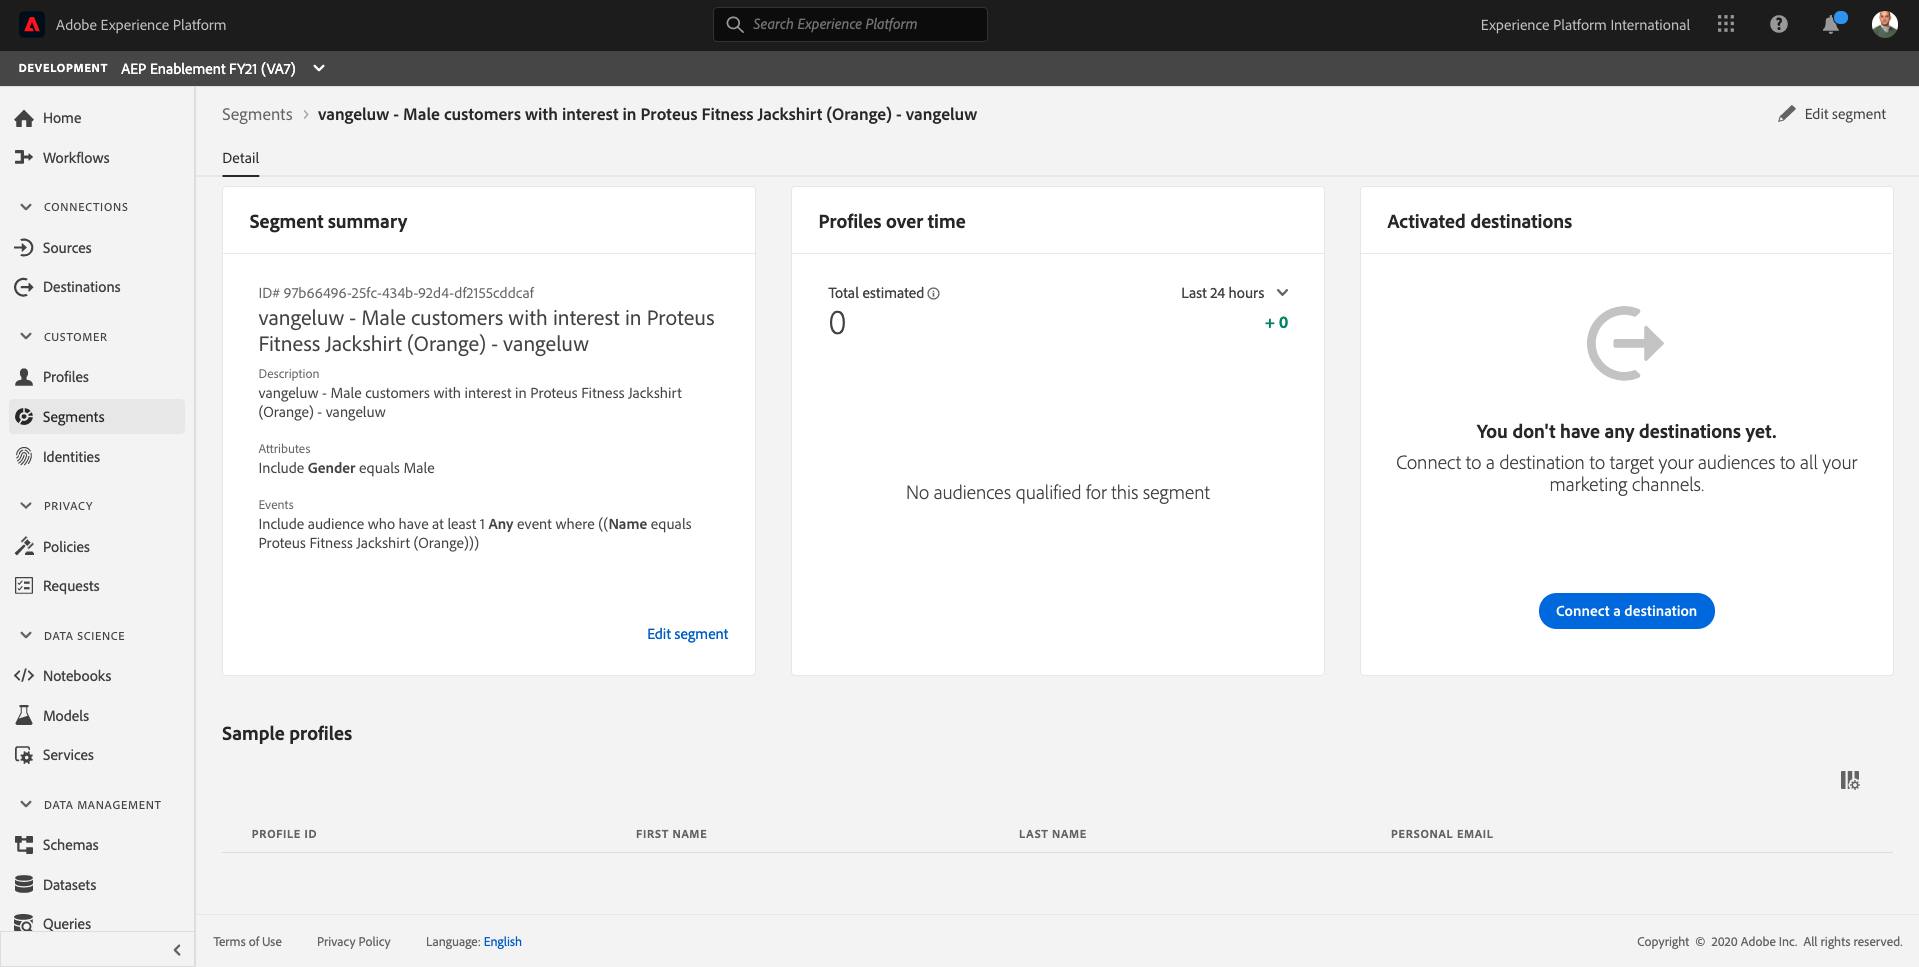 Adobe Experience Platform
Search Experience Platform
Experience Platform International
DEVELOPMENT AEP Enablement FY21 (VA7)
Home
Workflows
CONNECTIONS
Sources
Destinations
CUSTOMER
Profiles
Segments
Identities
PRIVACY
Policies
Requests
DATA SCIENCE
Notebooks
Models
Services
DATA MANAGEMENT
Schemas
Datasets
Queries
Segments > vangeluw - Male customers with interest in Proteus Fitness Jackshirt (Orange) - vangeluw
Edit segment
Detail
Segment summary
ID# 97b66496-25fc-434b-92d4-df2155cddcaf
vangeluw - Male customers with interest in Proteus
Fitness Jackshirt (Orange) - vangeluw
Description
vangeluw - Male customers with interest in Proteus Fitness Jackshirt
(Orange) - vangeluw
Attributes
Include Gender equals Male
Events
Include audience who have at least 1 Any event where ((Name equals
Proteus Fitness Jackshirt (Orange)))
Edit segment
Profiles over time
Total estimated
Last 24 hours
0
+ 0
No audiences qualified for this segment
Activated destinations
You don't have any destinations yet.
Connect to a destination to target your audiences to all your
marketing channels.
Connect a destination
Sample profiles
PROFILE ID FIRST NAME LAST NAME PERSONAL EMAIL
Terms of Use Privacy Policy Language: English
Copyright © 2020 Adobe Inc. All rights reserved.